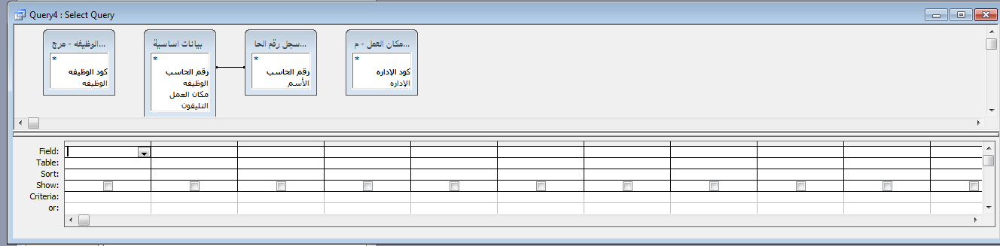 Query4 : Select Query
الوظيفه - مرج...
*
كود الوظيفه
الوظيفه
بيانات اساسية
*
رقم الحاسب
الوظيفه
مكان العمل
التليفون
سجل رقم الحا...
*
رقم الحاسب
الأسم
مكان العمل - م...
*
كود الإداره
الإداره
Field:
Table:
Sort:
Show:
Criteria:
or: